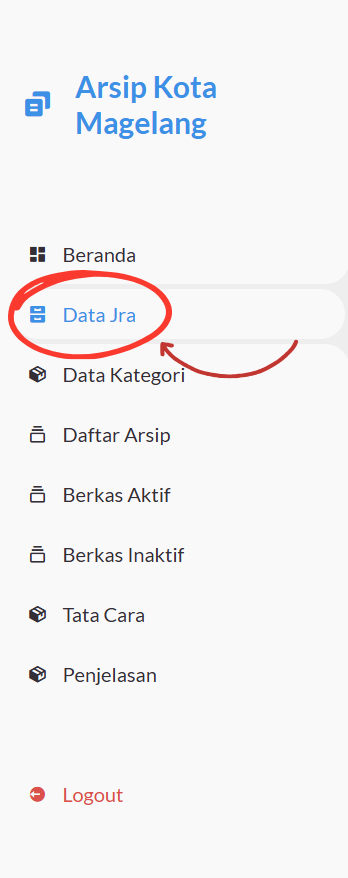 Arsip Kota
Magelang
Beranda
Data Jra
Data Kategori
Daftar Arsip
Berkas Aktif
Berkas Inaktif
Tata Cara
Penjelasan
Logout